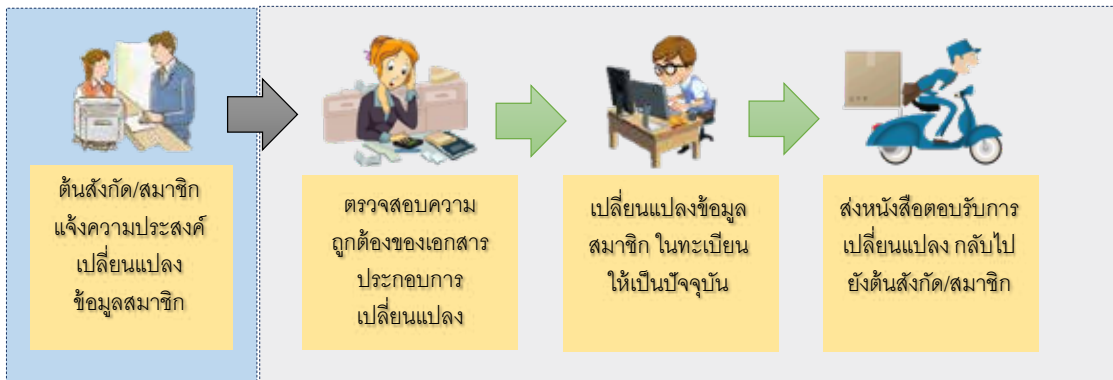 ต้นสังกัด/สมาชิก
แจ้งความประสงค์
เปลี่ยนแปลง
ข้อมูลสมาชิก
ตรวจสอบความ
ถูกต้องของเอกสาร
ประกอบการ
เปลี่ยนแปลง
เปลี่ยนแปลงข้อมูล
สมาชิก ในทะเบียน
ให้เป็นปัจจุบัน
ส่งหนังสือตอบรับการ
เปลี่ยนแปลง กลับไป
ยังต้นสังกัด/สมาชิก